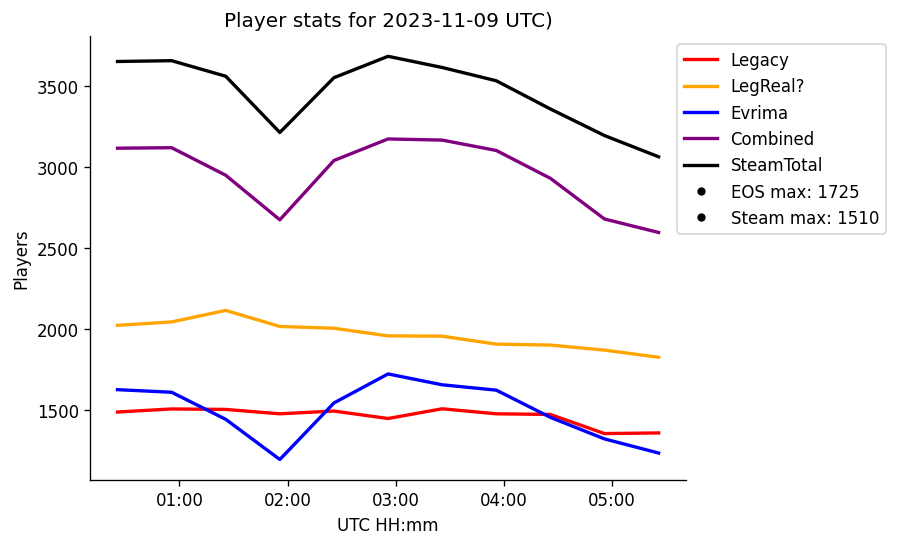 Player stats for 2023-11-09 UTC)
Legacy
LegReal?
Evrima
Combined
SteamTotal
EOS max: 1725
Steam max: 1510
Players
3500
3000
2500
2000
1500
01:00 02:00 03:00 04:00 05:00
UTC HH:mm